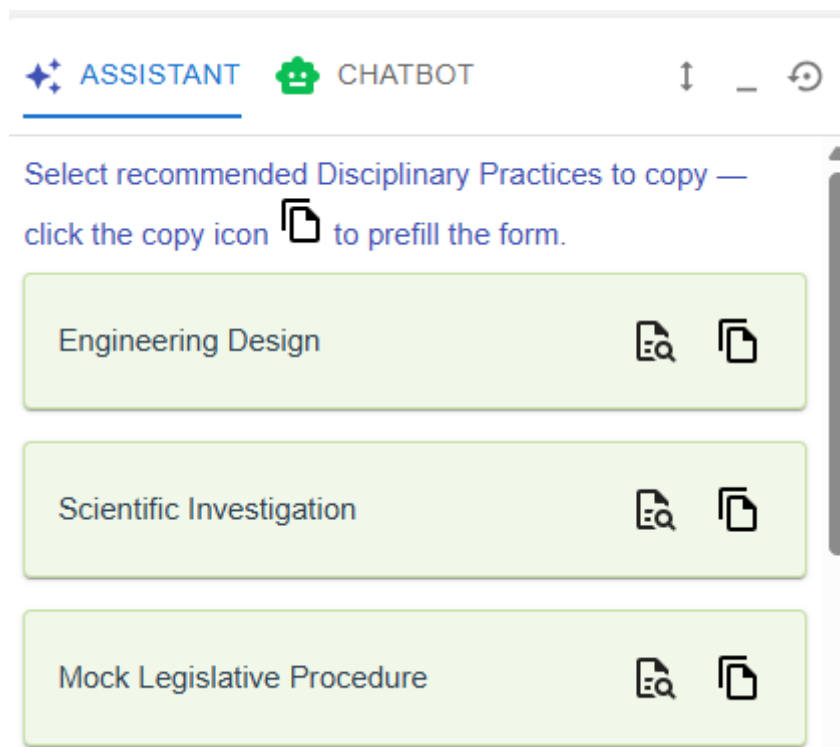 ASSISTANT CHATBOT
Select recommended Disciplinary Practices to copy —
click the copy icon to prefill the form.
Engineering Design
Scientific Investigation
Mock Legislative Procedure